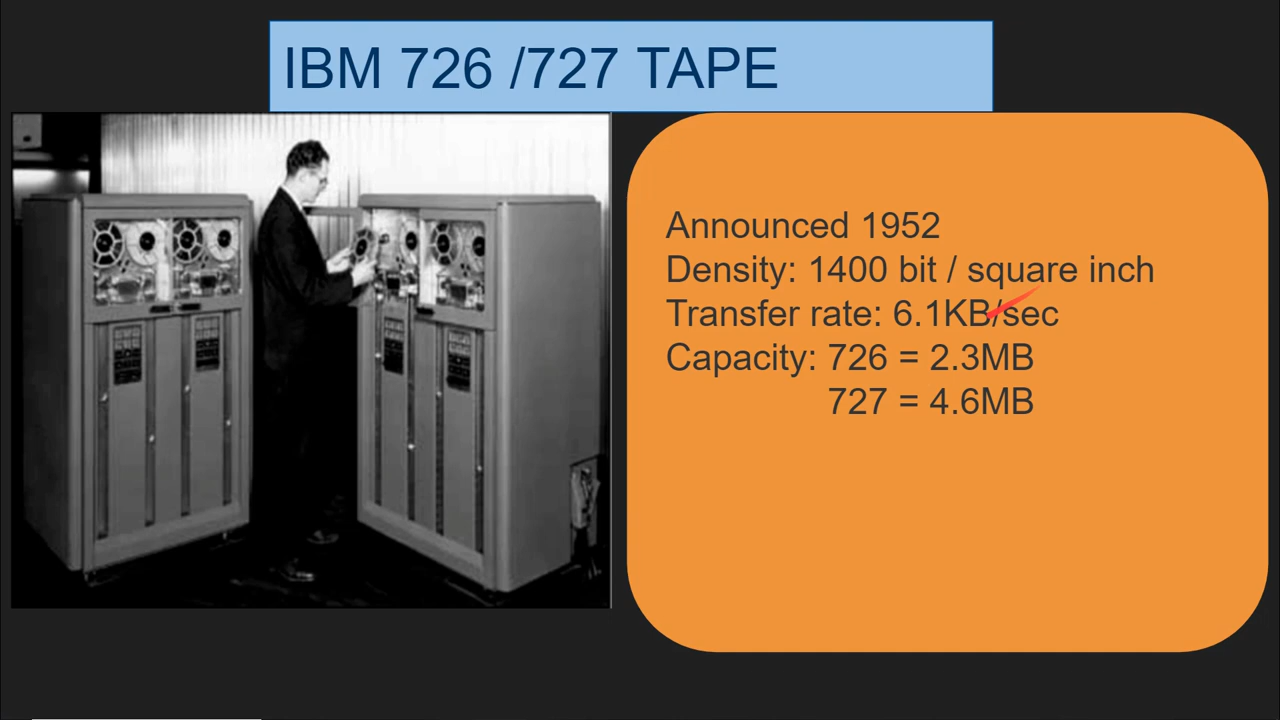 IBM 726 /727 TAPE
Announced 1952
Density: 1400 bit / square inch
Transfer rate: 6.1KB/sec
Capacity: 726 = 2.3MB
727 = 4.6MB